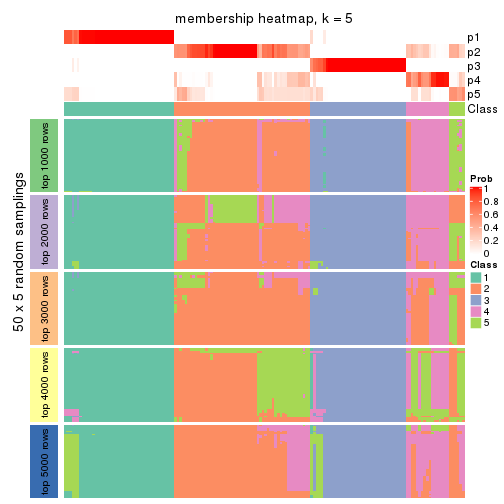 membership heatmap, k = 5
p1
p2
p3
p4
p5
Class
50 x 5 random samplings
top 1000 rows
top 2000 rows
top 3000 rows
top 4000 rows
top 5000 rows
Prob
1
0.8
0.6
0.4
0.2
0
Class
1
2
3
4
5